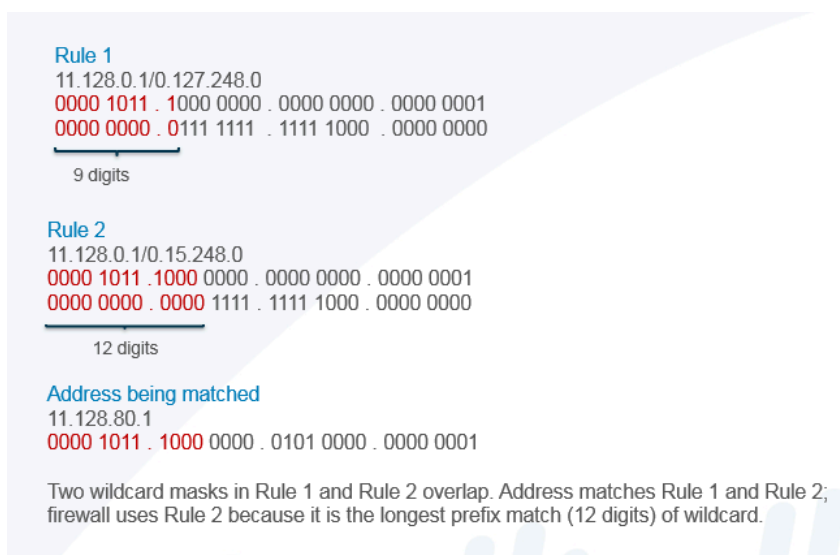 Rule 1
11.128.0.1/0.127.248.0
0000 1011 . 1000 0000 . 0000 0000 . 0000 0001
0000 0000 . 0111 1111 . 1111 1000 . 0000 0000
9 digits
Rule 2
11.128.0.1/0.15.248.0
0000 1011 .1000 0000 . 0000 0000 . 0000 0001
0000 0000 . 0000 1111 . 1111 1000 . 0000 0000
12 digits
Address being matched
11.128.80.1
0000 1011 . 1000 0000 . 0101 0000 . 0000 0001
Two wildcard masks in Rule 1 and Rule 2 overlap. Address matches Rule 1 and Rule 2;
firewall uses Rule 2 because it is the longest prefix match (12 digits) of wildcard.